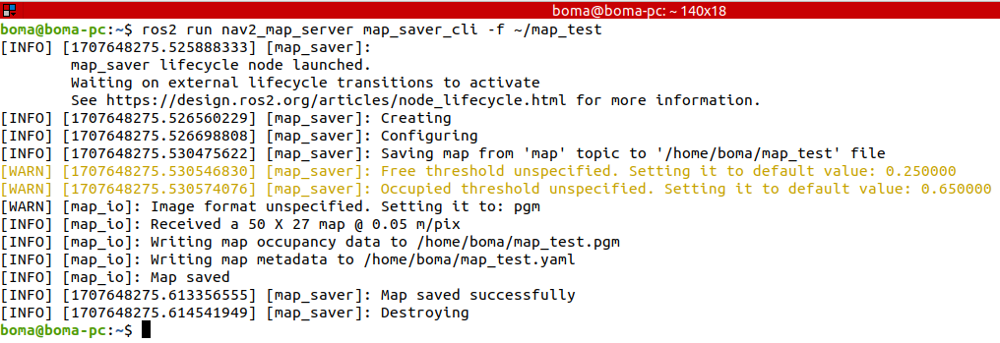 boma@boma-pc: ~ 140x18
boma@boma-pc:~$ ros2 run nav2_map_server map_saver_cli -f ~/map_test
[INFO] [1707648275.525888333] [map_saver]:
        map_saver lifecycle node launched.
        Waiting on external lifecycle transitions to activate
        See https://design.ros2.org/articles/node_lifecycle.html for more information.
[INFO] [1707648275.526560229] [map_saver]: Creating
[INFO] [1707648275.526698808] [map_saver]: Configuring
[INFO] [1707648275.530475622] [map_saver]: Saving map from 'map' topic to '/home/boma/map_test' file
[WARN] [1707648275.530546830] [map_saver]: Free threshold unspecified. Setting it to default value: 0.250000
[WARN] [1707648275.530574076] [map_saver]: Occupied threshold unspecified. Setting it to default value: 0.650000
[WARN] [map_io]: Image format unspecified. Setting it to: pgm
[INFO] [map_io]: Received a 50 X 27 map @ 0.05 m/pix
[INFO] [map_io]: Writing map occupancy data to /home/boma/map_test.pgm
[INFO] [map_io]: Writing map metadata to /home/boma/map_test.yaml
[INFO] [map_io]: Map saved
[INFO] [1707648275.613356555] [map_saver]: Map saved successfully
[INFO] [1707648275.614541949] [map_saver]: Destroying
boma@boma-pc:~$